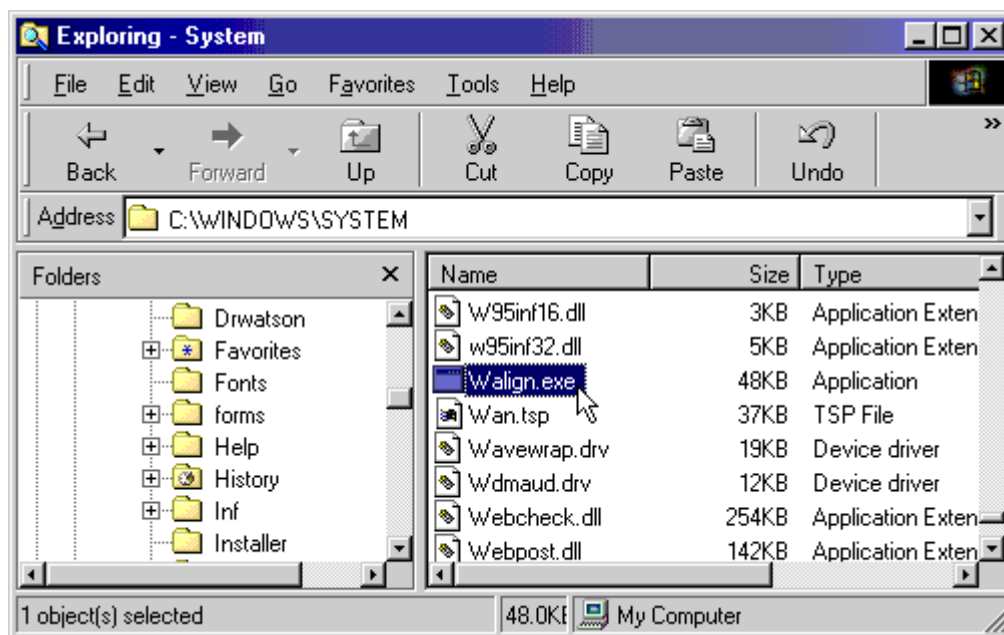 Exploring - System
File Edit View Go Favorites Tools Help
Back Forward Up Cut Copy Paste Undo »
Address C:\WINDOWS\SYSTEM
Folders
Drwatson
Favorites
Fonts
forms
Help
History
Inf
Installer
Name Size Type
W95inf16.dll 3KB Application Exten
w95inf32.dll 5KB Application Exten
Walign.exe 48KB Application
Wan.tsp 37KB TSP File
Wavewrap.drv 19KB Device driver
Wdmaud.drv 12KB Device driver
Webcheck.dll 254KB Application Exten
Webpost.dll 142KB Application Exten
1 object(s) selected 48.0KB My Computer